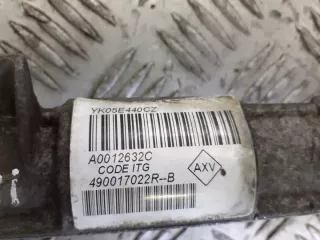 YK05E440CZ
A0012632C
CODE ITG
AXV
490017022R--B